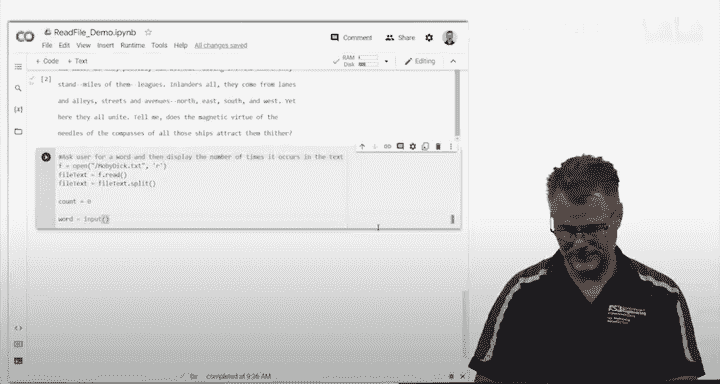 ReadFile_Demo.ipynb
Comment
Share
File Edit View Insert Runtime Tools Help All changes saved
+ Code + Text
RAM
Disk
Editing
[2]
stand--miles of them--leagues. Inlanders all, they come from lanes
and alleys, streets and avenues--north, east, south, and west. Yet
here they all unite. Tell me, does the magnetic virtue of the
needles of the compasses of all those ships attract them thither?
#Ask user for a word and then display the number of times it occurs in the text
f = open("/MobyDick.txt", 'r')
fileText = f.read()
fileText = fileText.split()
count = 0
word = input()
0s completed at 9:36 AM